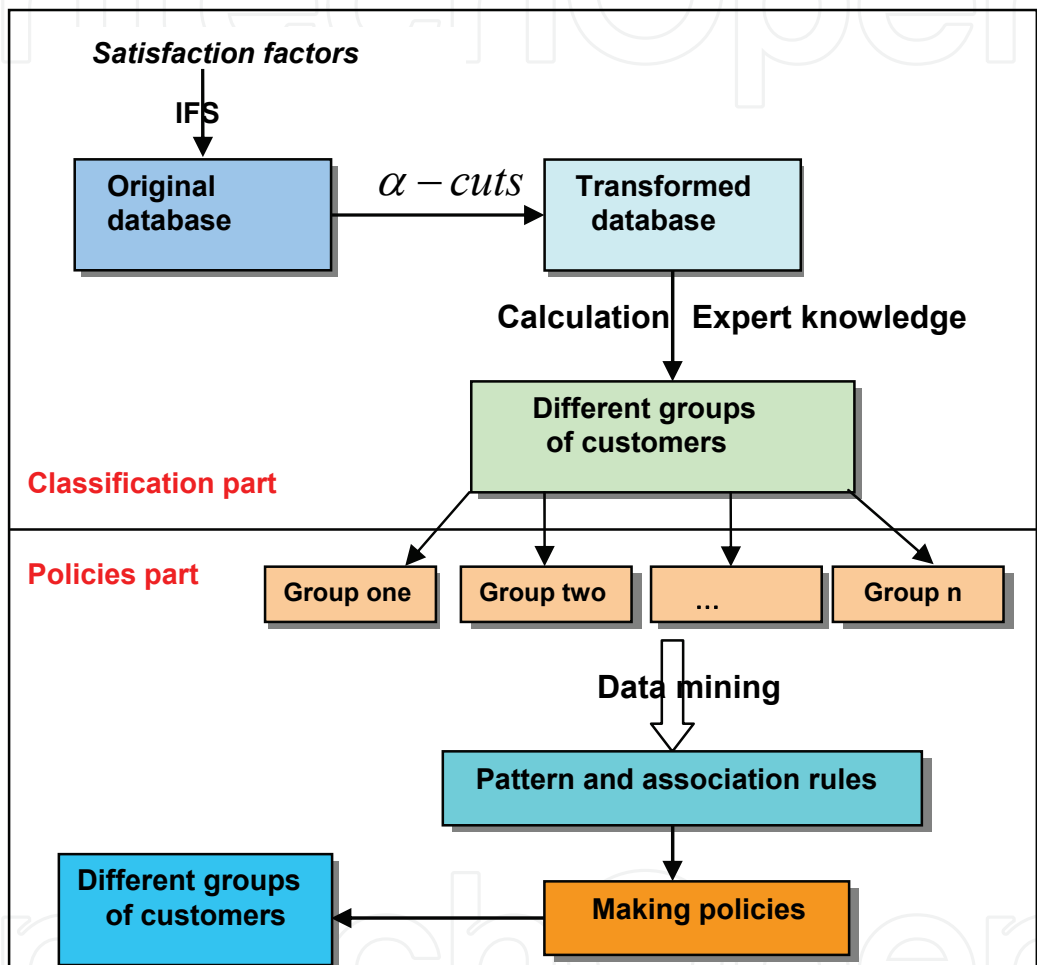 Satisfaction factors
IFS
Original
database
α – cuts
Transformed
database
Calculation
Expert knowledge
Different groups
of customers
Classification part
Policies part
Group one
Group two
...
Group n
Data mining
Pattern and association rules
Different groups
of customers
Making policies